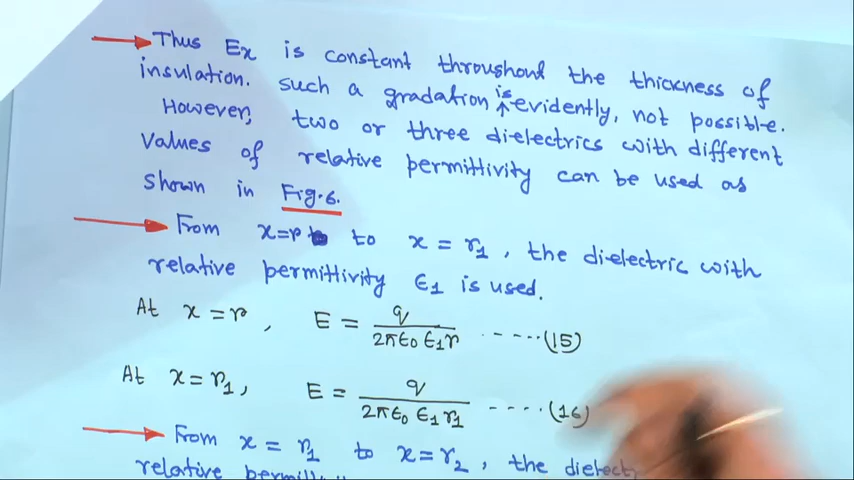 Thus Ex is constant throughout the thickness of
insulation. such a gradation is evidently, not possible.
However, two or three dielectrics with different
values of relative permittivity can be used as
shown in Fig.6.
From x=r to x = r1, the dielectric with
relative permittivity ϵ1 is used.
At x=r, E = q / 2πϵ0 ϵ1r -----(15)
At x=r1, E = q / 2πϵ0 ϵ1 r1 ----(16)
From x = r1 to x=r2, the
relative